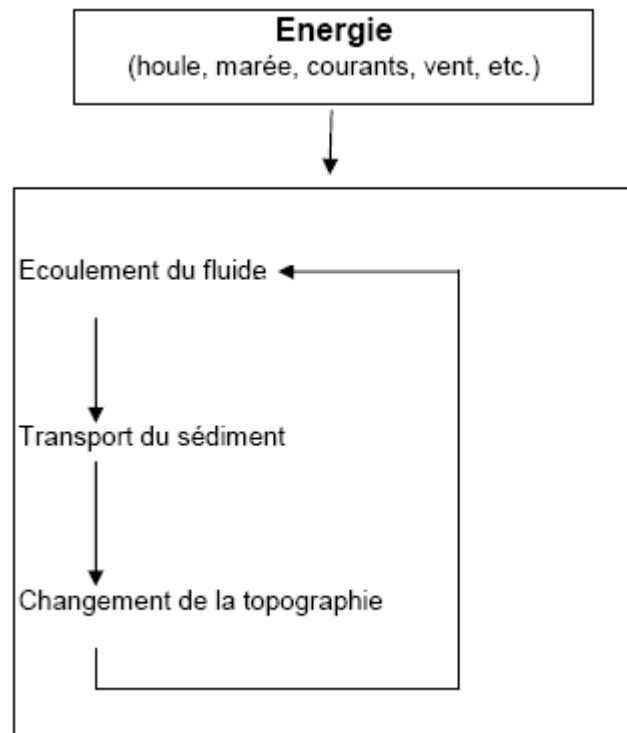 Energie
(houle, marée, courants, vent, etc.)
Ecoulement du fluide
Transport du sédiment
Changement de la topographie